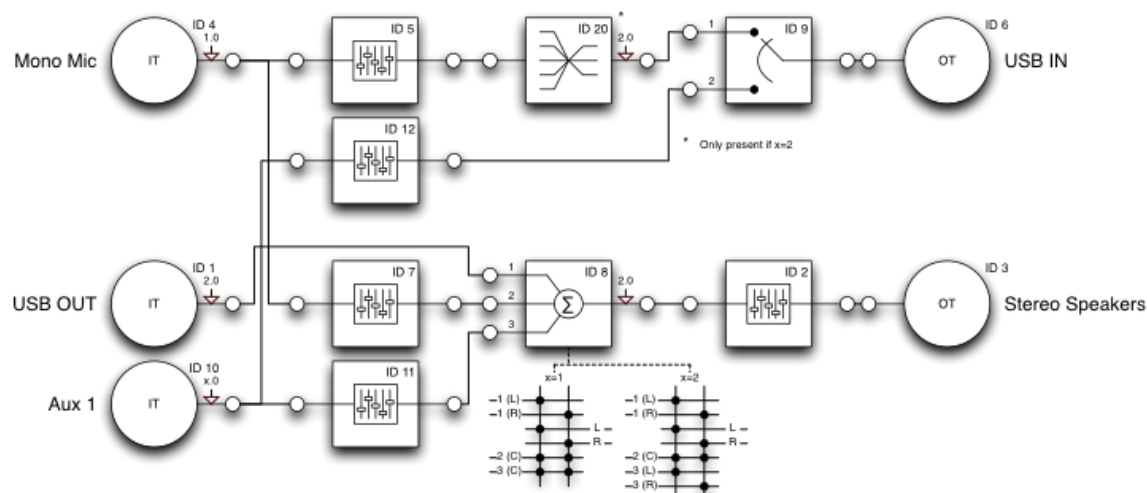 ID 4
1.0
Mono Mic
IT
ID 5
ID 20
*
2.0
1
2
ID 9
ID 6
OT
USB IN
ID 12
* Only present if x=2
ID 1
2.0
USB OUT
IT
ID 7
1
2
3
ID 8
Σ
2.0
ID 2
ID 3
OT
Stereo Speakers
ID 10
x.0
Aux 1
IT
ID 11
x=1
x=2
–1 (L)
–1 (R)
L –
R –
–2 (C)
–3 (C)
–1 (L)
–1 (R)
L –
R –
–2 (C)
–3 (L)
–3 (R)